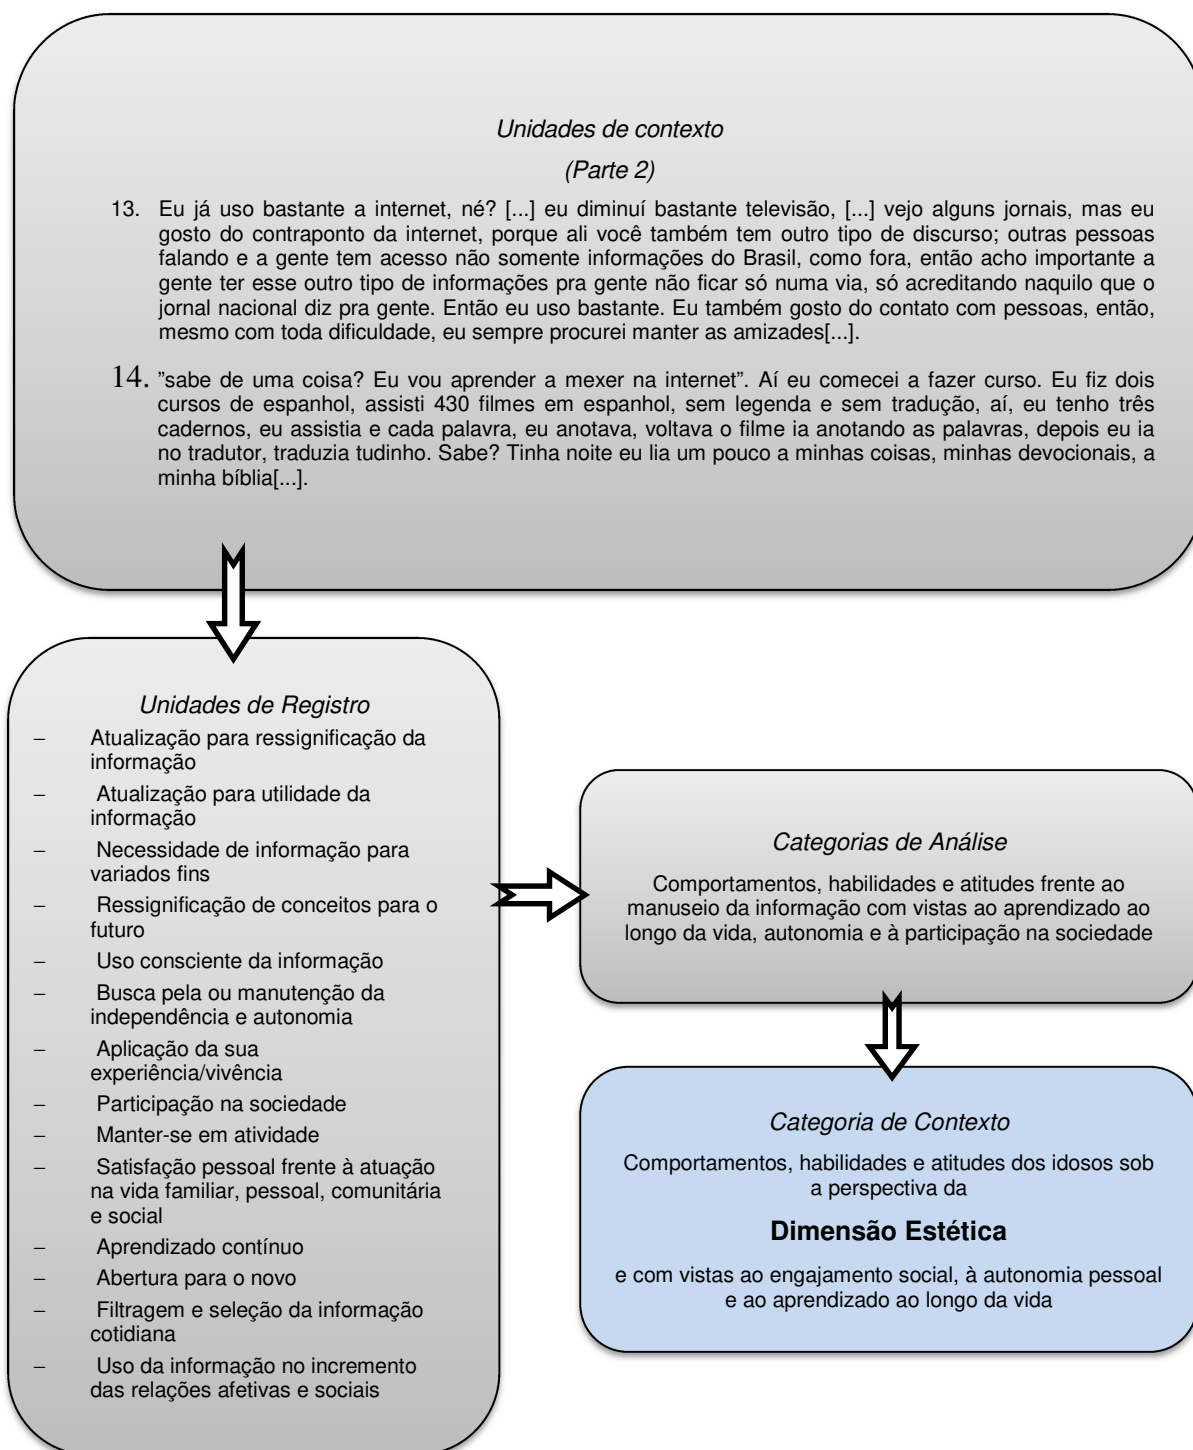 Unidades de contexto
(Parte 2)
13. Eu já uso bastante a internet, né? [...] eu diminuí bastante televisão, [...] vejo alguns jornais, mas eu
gosto do contraponto da internet, porque ali você também tem outro tipo de discurso; outras pessoas
falando e a gente tem acesso não somente informações do Brasil, como fora, então acho importante a
gente ter esse outro tipo de informações pra gente não ficar só numa via, só acreditando naquilo que o
jornal nacional diz pra gente. Então eu uso bastante. Eu também gosto do contato com pessoas, então,
mesmo com toda dificuldade, eu sempre procurei manter as amizades[...].
14. ”sabe de uma coisa? Eu vou aprender a mexer na internet”. Aí eu comecei a fazer curso. Eu fiz dois
cursos de espanhol, assisti 430 filmes em espanhol, sem legenda e sem tradução, aí, eu tenho três
cadernos, eu assistia e cada palavra, eu anotava, voltava o filme ia anotando as palavras, depois eu ia
no tradutor, traduzia tudinho. Sabe? Tinha noite eu lia um pouco a minhas coisas, minhas devocionais, a
minha bíblia[...].
Unidades de Registro
– Atualização para ressignificação da
informação
– Atualização para utilidade da
informação
– Necessidade de informação para
variados fins
– Ressignificação de conceitos para o
futuro
– Uso consciente da informação
– Busca pela ou manutenção da
independência e autonomia
– Aplicação da sua
experiência/vivência
– Participação na sociedade
– Manter-se em atividade
– Satisfação pessoal frente à atuação
na vida familiar, pessoal, comunitária
e social
– Aprendizado contínuo
– Abertura para o novo
– Filtragem e seleção da informação
cotidiana
– Uso da informação no incremento
das relações afetivas e sociais
Categorias de Análise
Comportamentos, habilidades e atitudes frente ao
manuseio da informação com vistas ao aprendizado ao
longo da vida, autonomia e à participação na sociedade
Categoria de Contexto
Comportamentos, habilidades e atitudes dos idosos sob
a perspectiva da
Dimensão Estética
e com vistas ao engajamento social, à autonomia pessoal
e ao aprendizado ao longo da vida